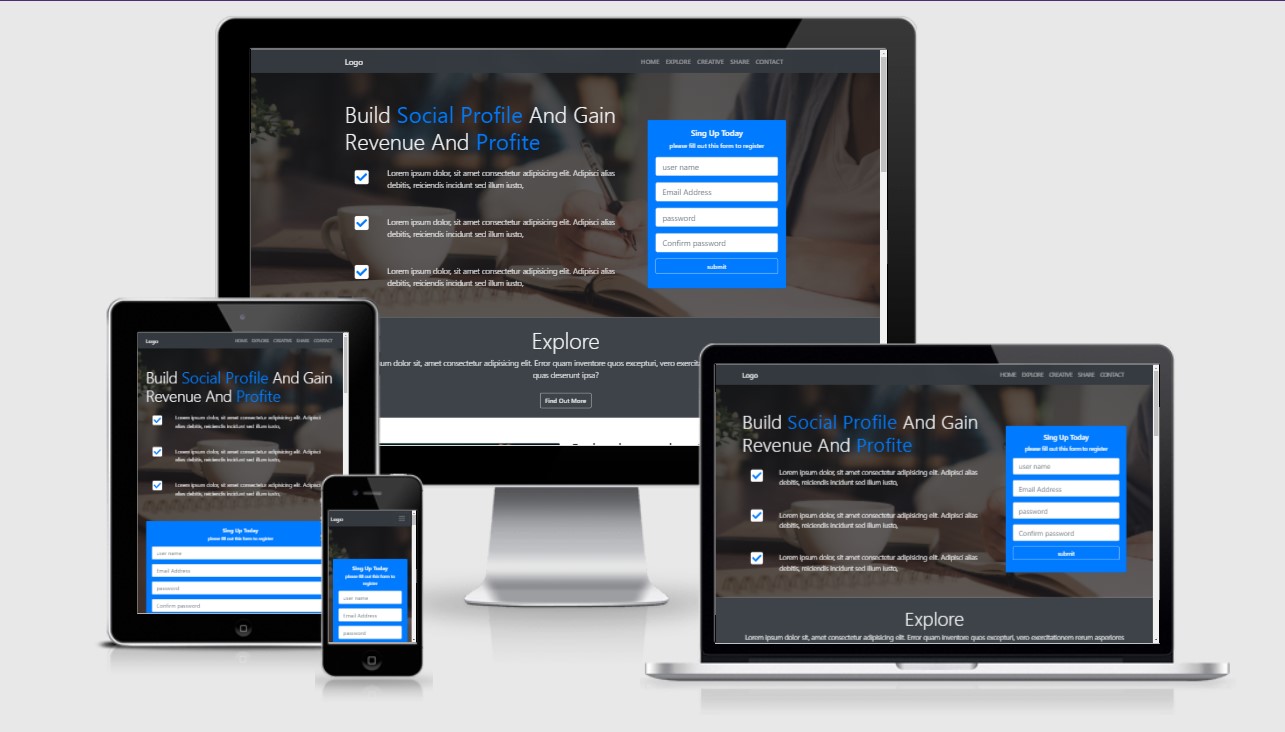 Logo
HOME EXPLORE CREATIVE SHARE CONTACT
Build Social Profile And Gain
Revenue And Profite
Lorem ipsum dolor, sit amet consectetur adipisicing elit. Adipisci alias
debitis, reiciendis incidunt sed illum iusto,
Lorem ipsum dolor, sit amet consectetur adipisicing elit. Adipisci alias
debitis, reiciendis incidunt sed illum iusto,
Lorem ipsum dolor, sit amet consectetur adipisicing elit. Adipisci alias
debitis, reiciendis incidunt sed illum iusto,
Sing Up Today
please fill out this form to register
user name
Email Address
password
Confirm password
submit
Explore
dolor sit, amet consectetur adipisicing elit. Error quam inventore quos excepturi, vero
quas deserunt ipsa?
Find Out More
Logo
HOME EXPLORE CREATIVE SHARE CONTACT
Build Social Profile And Gain
Revenue And Profite
Lorem ipsum dolor, sit amet consectetur adipisicing elit. Adipisci
alias debitis, reiciendis incidunt sed illum iusto,
Lorem ipsum dolor, sit amet consectetur adipisicing elit. Adipisci
alias debitis, reiciendis incidunt sed illum iusto,
Lorem ipsum dolor, sit amet consectetur adipisicing elit. Adipisci
alias debitis, reiciendis incidunt sed illum iusto,
Sing Up Today
please fill out this form to register
user name
Email Address
password
Confirm password
Logo
Sing Up Today
please fill out this form to
register
user name
Email Address
password
Logo
HOME EXPLORE CREATIVE SHARE CONTACT
Build Social Profile And Gain
Revenue And Profite
Lorem ipsum dolor, sit amet consectetur adipisicing elit. Adipisci alias
debitis, reiciendis incidunt sed illum iusto,
Lorem ipsum dolor, sit amet consectetur adipisicing elit. Adipisci alias
debitis, reiciendis incidunt sed illum iusto,
Lorem ipsum dolor, sit amet consectetur adipisicing elit. Adipisci alias
debitis, reiciendis incidunt sed illum iusto,
Sing Up Today
please fill out this form to register
user name
Email Address
password
Confirm password
submit
Explore
Lorem ipsum dolor sit, amet consectetur adipisicing elit. Error quam inventore quos excepturi, vero exercitationem rerum asperiores